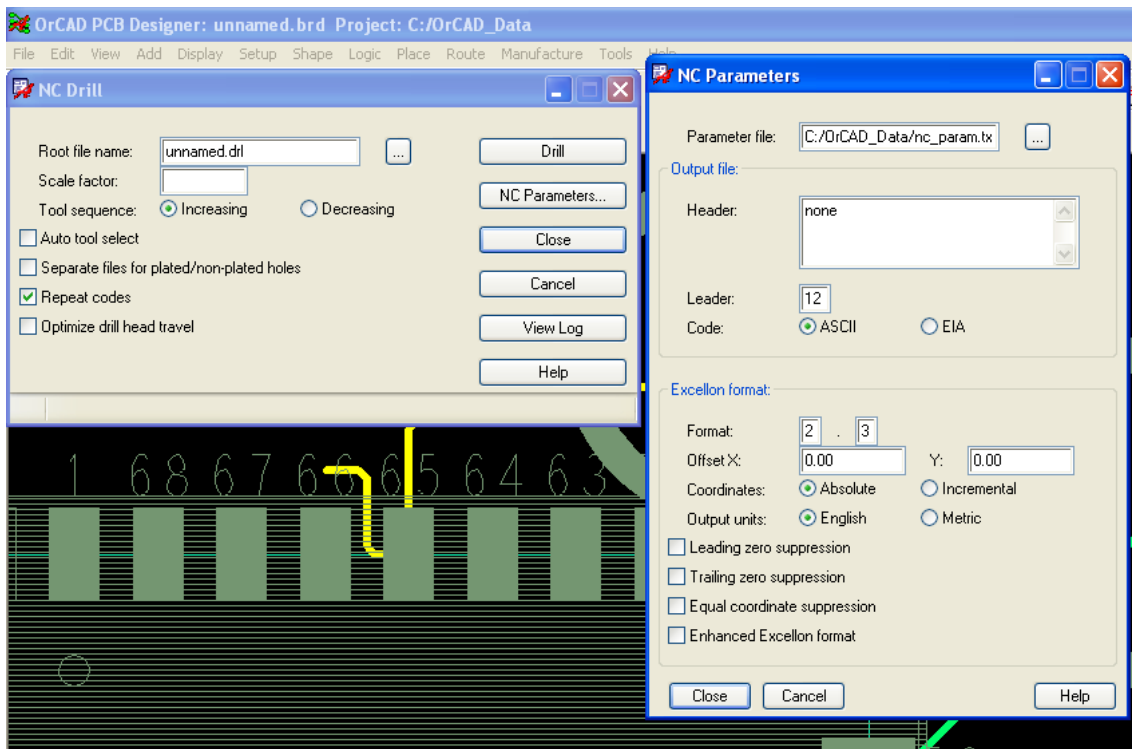 OrCAD PCB Designer: unnamed.brd Project: C:/OrCAD_Data
File Edit View Add Display Setup Shape Logic Place Route Manufacture Tools Help
NC Drill
Root file name: unnamed.drl ... Drill
Scale factor:
NC Parameters...
Tool sequence: Increasing Decreasing
Auto tool select
Close
Separate files for plated/non-plated holes
Cancel
Repeat codes
Optimize drill head travel
View Log
Help
NC Parameters
Parameter file: C:/OrCAD_Data/nc_param.tx ...
Output file:
Header: none
Leader: 12
Code: ASCII EIA
Excellon format:
Format: 2 . 3
Offset X: 0.00 Y: 0.00
Coordinates: Absolute Incremental
Output units: English Metric
Leading zero suppression
Trailing zero suppression
Equal coordinate suppression
Enhanced Excellon format
Close Cancel Help
1 68 67 66 65 64 63